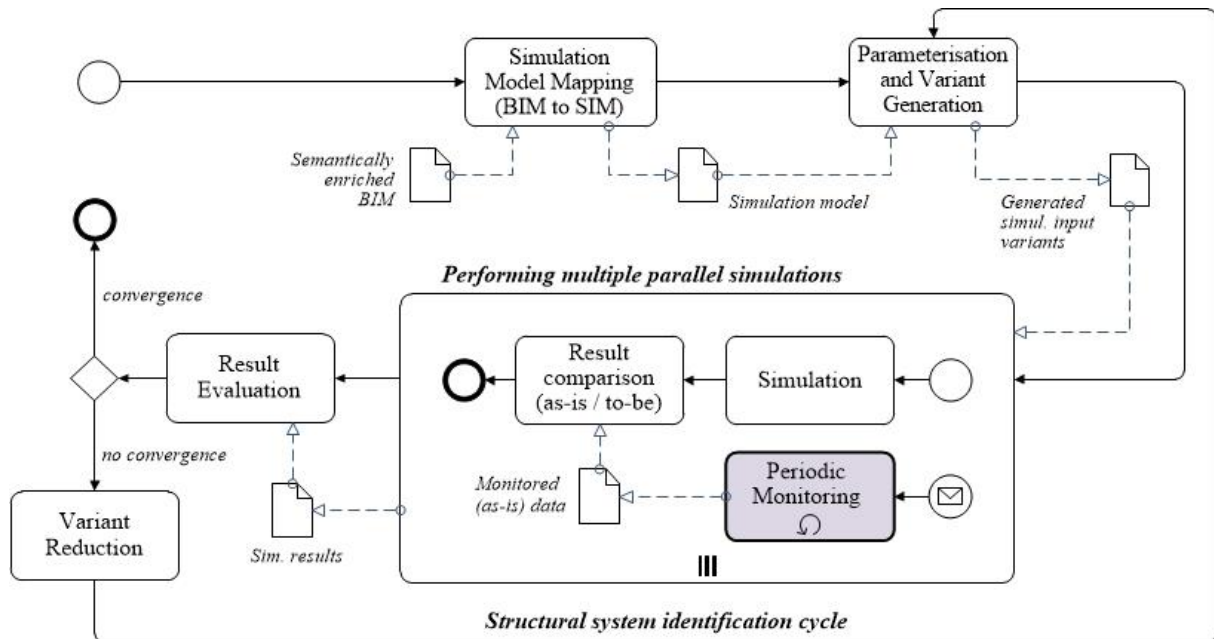 Simulation
Model Mapping
(BIM to SIM)
Parameterisation
and Variant
Generation
Semantically
enriched
BIM
Simulation model
Generated
simul. input
variants
Performing multiple parallel simulations
convergence
Result
Evaluation
Result
comparison
(as-is / to-be)
Simulation
no convergence
Monitored
(as-is) data
Periodic
Monitoring
Variant
Reduction
Sim. results
Structural system identification cycle